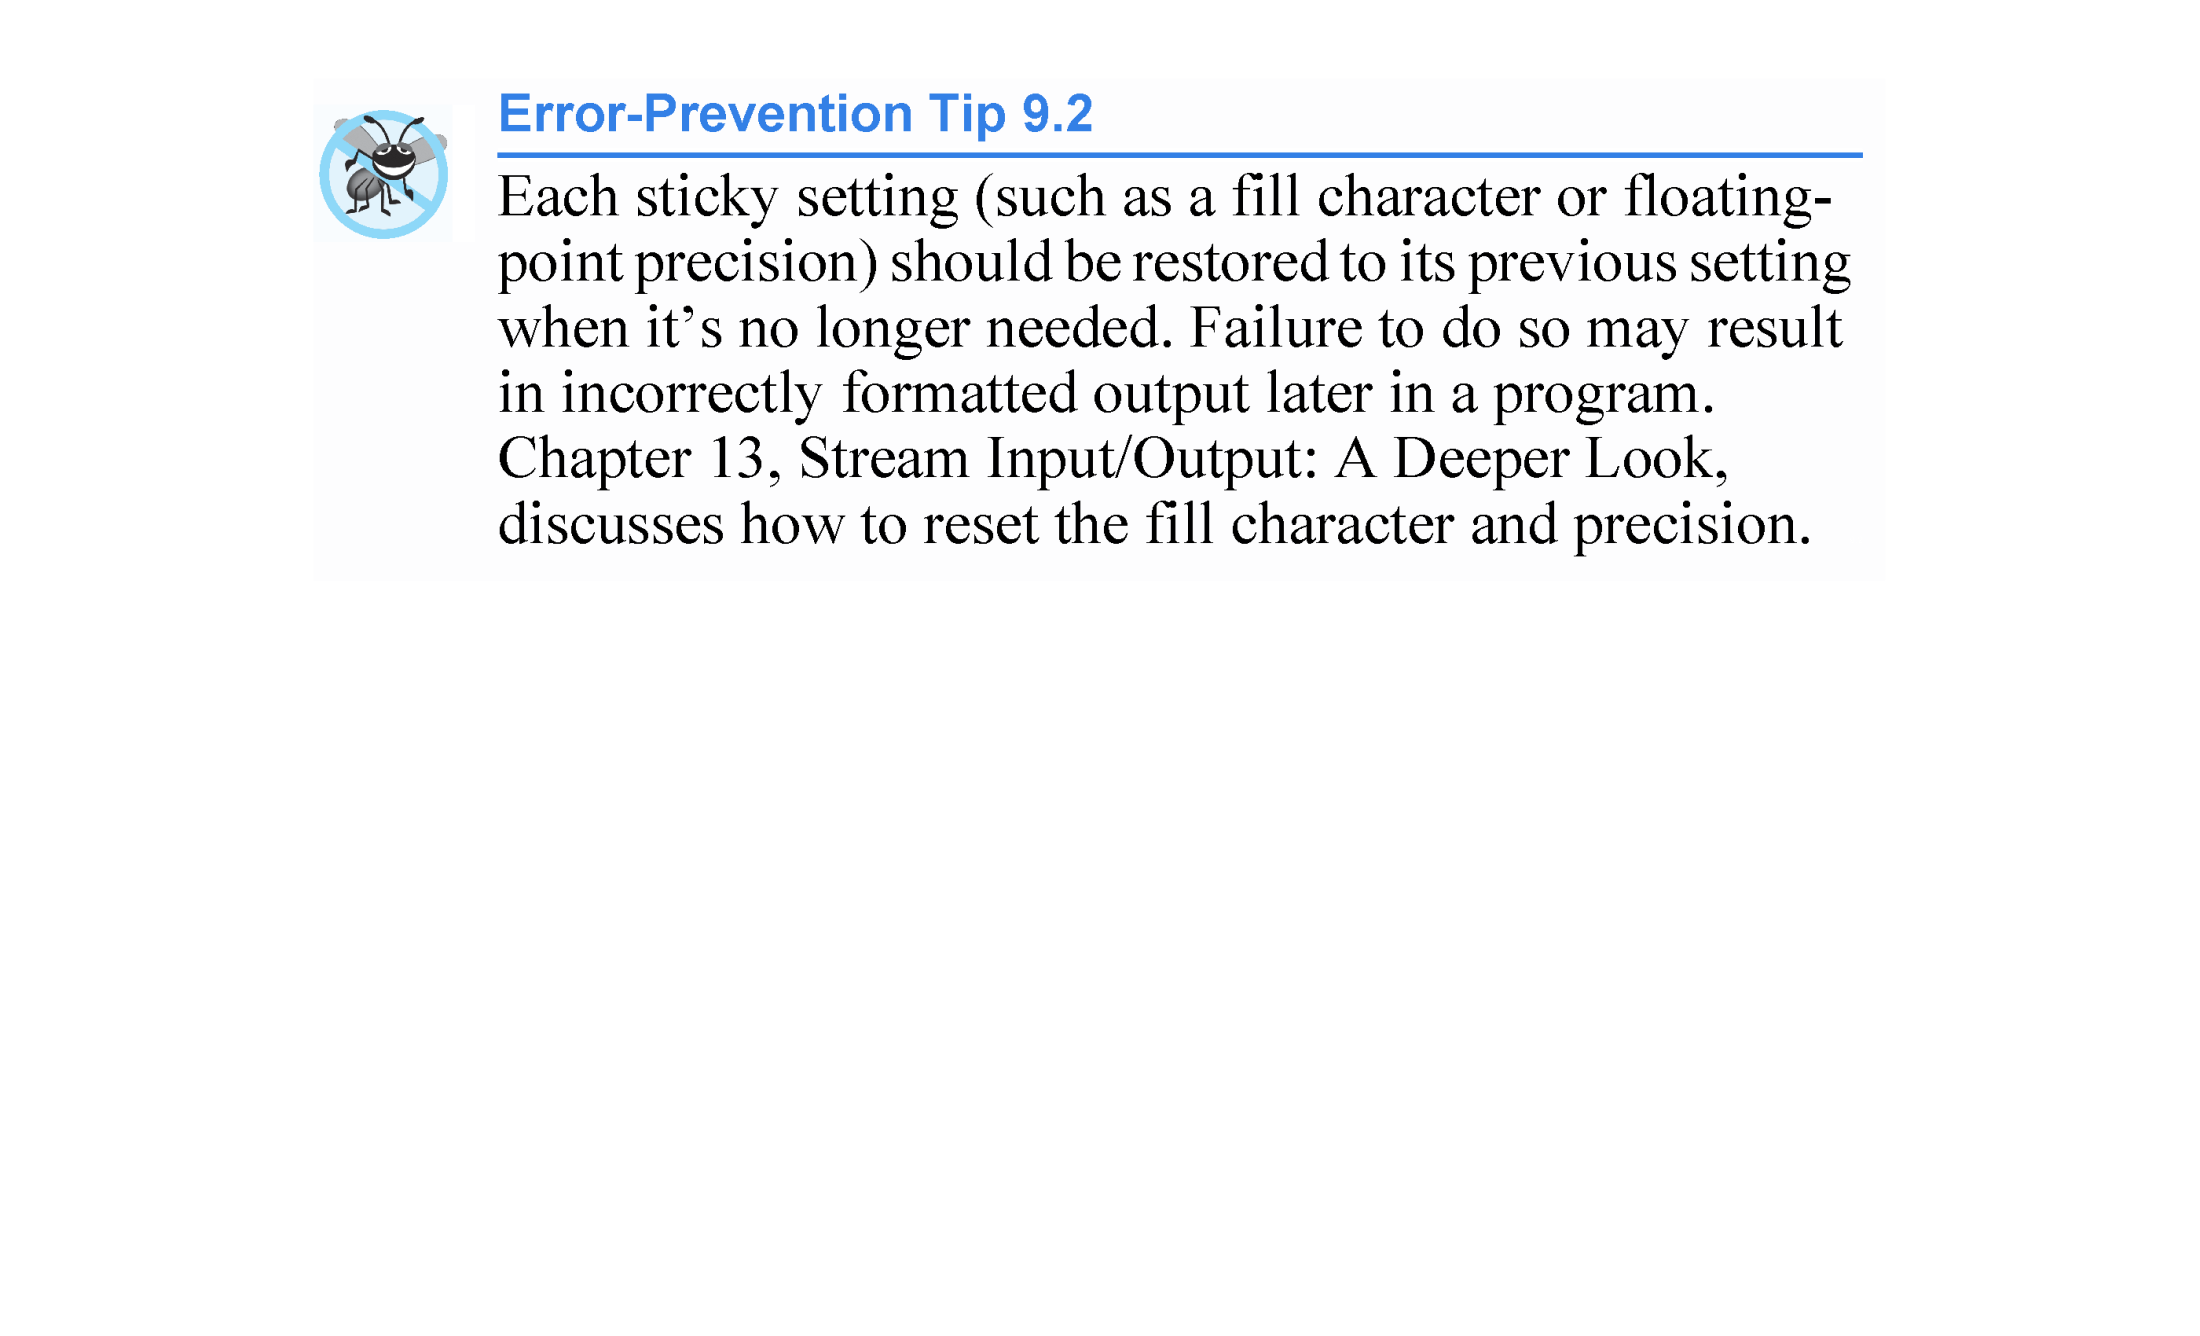 Error-Prevention Tip 9.2
Each sticky setting (such as a fill character or floating-
point precision) should be restored to its previous setting
when it’s no longer needed. Failure to do so may result
in incorrectly formatted output later in a program.
Chapter 13, Stream Input/Output: A Deeper Look,
discusses how to reset the fill character and precision.